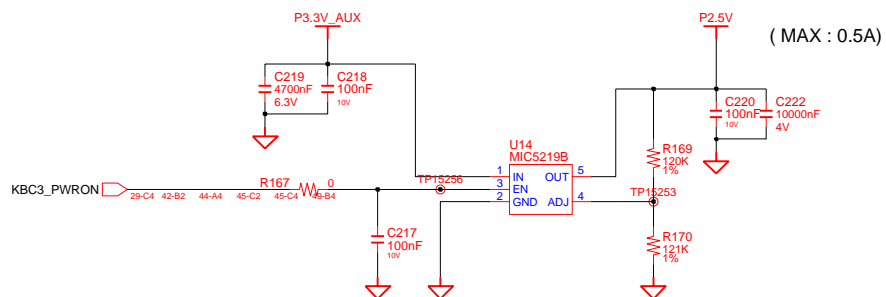 P3.3V_AUX
P2.5V
( MAX : 0.5A)
C219
4700nF
6.3V
C218
100nF
10V
C220
100nF
10V
C222
10000nF
4V
U14
MIC5219B
1 IN OUT 5
3 EN
2 GND ADJ 4
R169
120K
1%
TP15256
TP15253
KBC3_PWRON
R167 0
29-C4 42-B2 44-A4 45-C2 45-C4 49-B4
C217
100nF
10V
R170
121K
1%